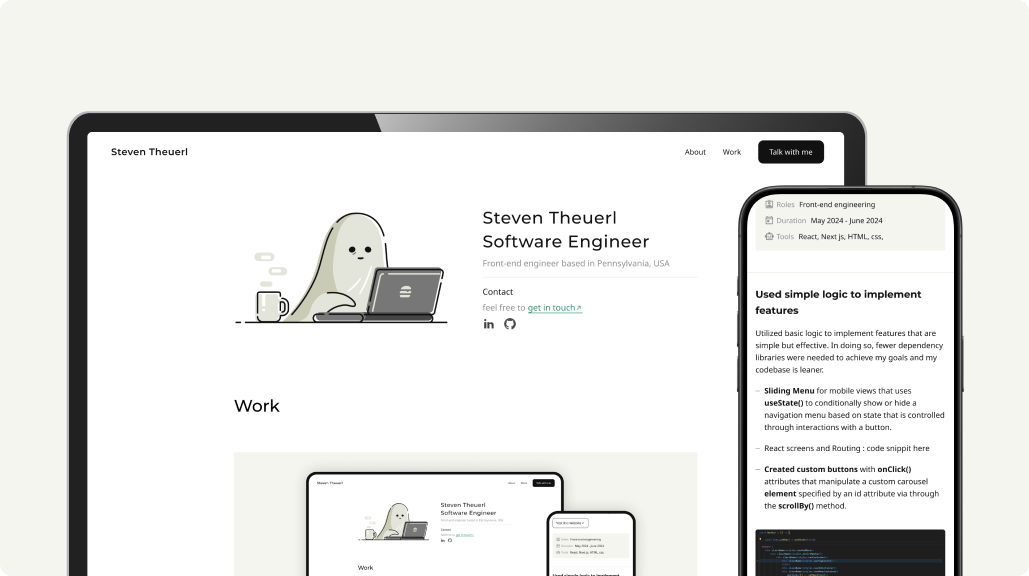 Steven Theuerl
About
Work
Talk with me
Steven Theuerl
Software Engineer
Front-end engineer based in Pennsylvania, USA
Contact
feel free to get in touch↗
Work
Steven Theuerl
About
Work
Steven Theuerl
Software Engineer
Contact
Work
Roles Front-end engineering
Duration May 2024 - June 2024
Tools React, Next js, HTML, css,
Used simple logic to implement
features
Utilized basic logic to implement features that are
simple but effective. In doing so, fewer dependency
libraries were needed to achieve my goals and my
codebase is leaner.
– Sliding Menu for mobile views that uses
useState() to conditionally show or hide a
navigation menu based on state that is controlled
through interactions with a button.
– React screens and Routing : code snippit here
– Created custom buttons with onClick()
attributes that manipulate a custom carousel
element specified by an id attribute via through
the scrollBy() method.